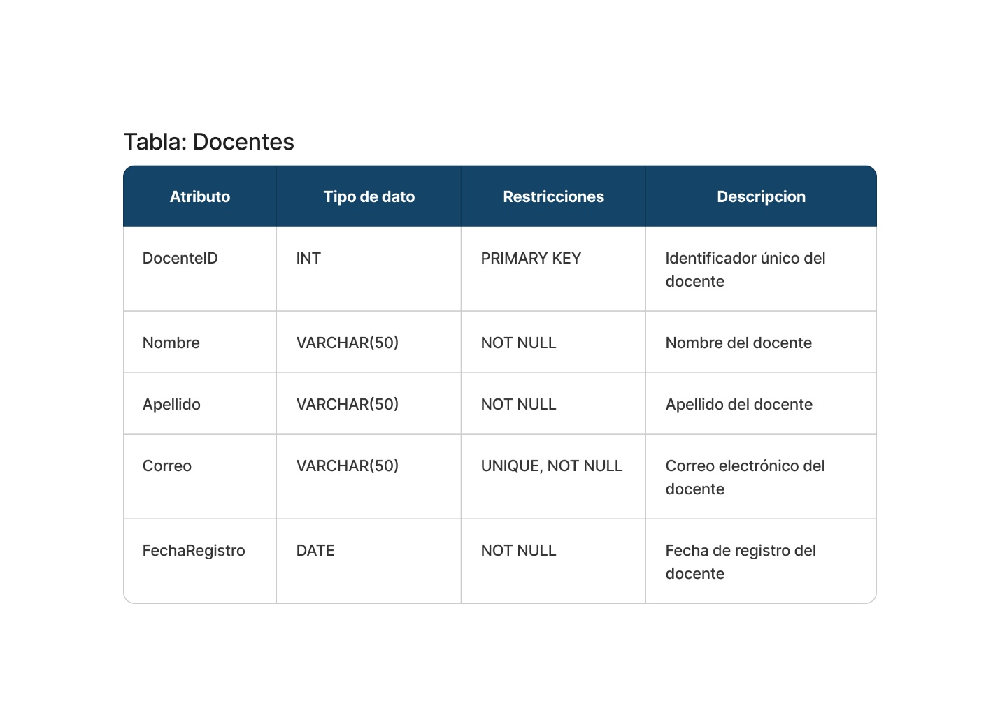 Tabla: Docentes
Atributo Tipo de dato Restricciones Descripcion
DocenteID INT PRIMARY KEY Identificador único del
docente
Nombre VARCHAR(50) NOT NULL Nombre del docente
Apellido VARCHAR(50) NOT NULL Apellido del docente
Correo VARCHAR(50) UNIQUE, NOT NULL Correo electrónico del
docente
FechaRegistro DATE NOT NULL Fecha de registro del
docente